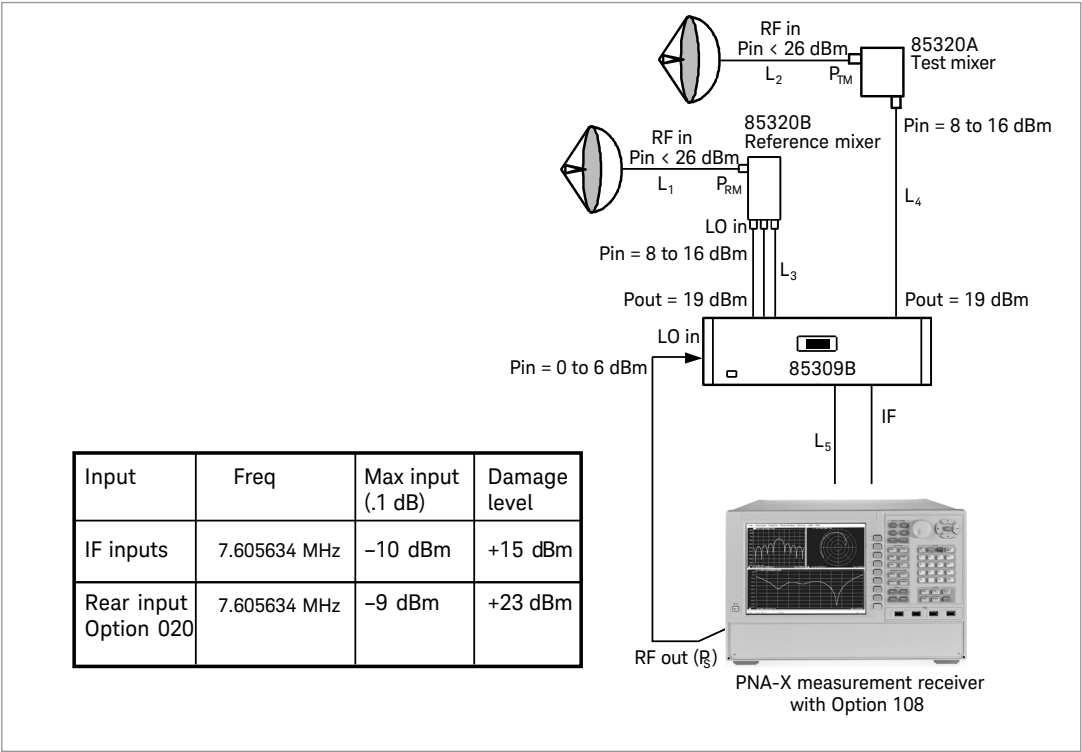 RF in
Pin < 26 dBm
L2
PTM
85320A
Test mixer
Pin = 8 to 16 dBm
85320B
Reference mixer
RF in
Pin < 26 dBm
L1
PRM
L4
LO in
Pin = 8 to 16 dBm
L3
Pout = 19 dBm
Pout = 19 dBm
LO in
Pin = 0 to 6 dBm
85309B
IF
L5
Input Freq Max input (.1 dB) Damage level
IF inputs 7.605634 MHz –10 dBm +15 dBm
Rear input Option 020 7.605634 MHz –9 dBm +23 dBm
RF out (PS)
PNA-X measurement receiver
with Option 108